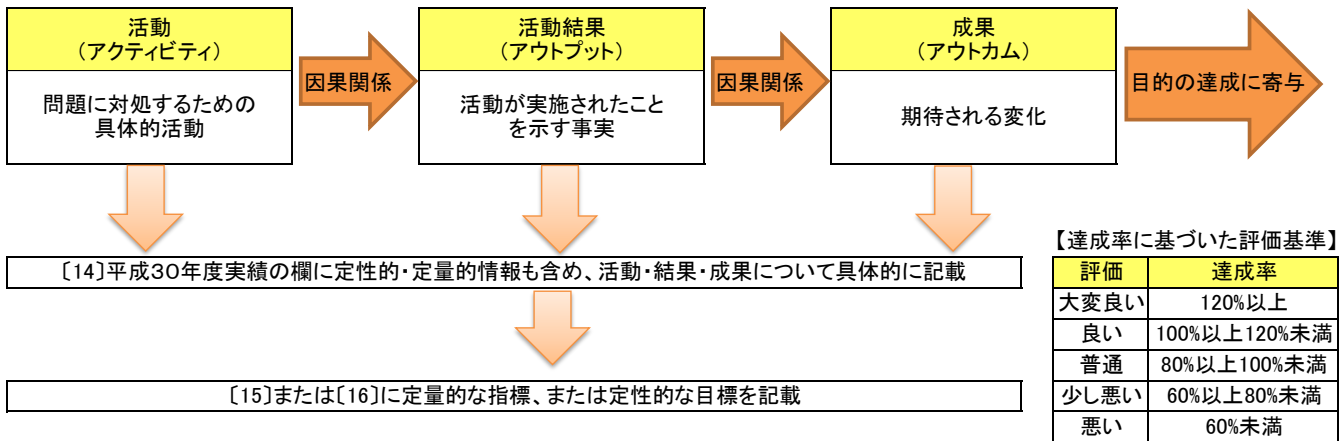 活動
（アクティビティ）
問題に対処するための
具体的活動
因果関係
活動結果
（アウトプット）
活動が実施されたこと
を示す事実
因果関係
成果
（アウトカム）
期待される変化
目的の達成に寄与
〔14〕平成３０年度実績の欄に定性的・定量的情報も含め、活動・結果・成果について具体的に記載
〔15〕または〔16〕に定量的な指標、または定性的な目標を記載
【達成率に基づいた評価基準】
評価 達成率
大変良い 120%以上
良い 100%以上120%未満
普通 80%以上100%未満
少し悪い 60%以上80%未満
悪い 60%未満